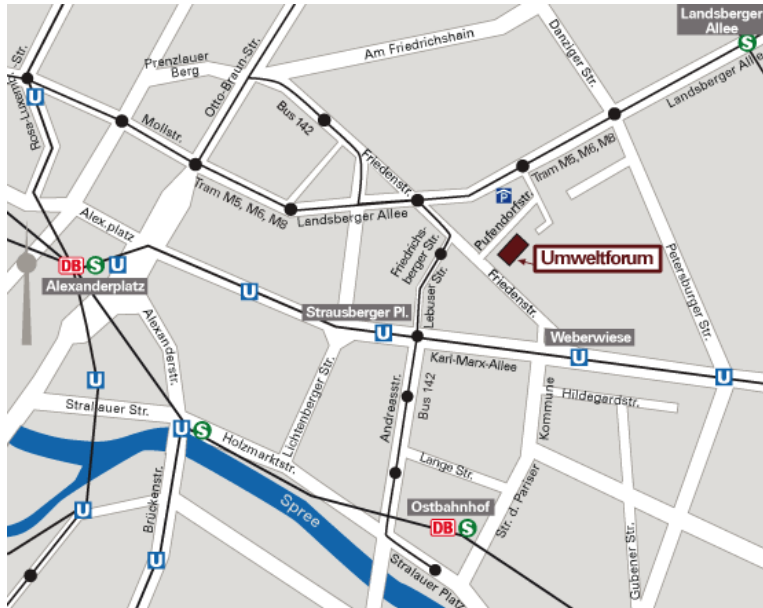 Landsberger
Allee
S
Am Friedrichshain
Danziger Str.
Prenzlauer
Berg
Otto-Braun-Str.
Landsberger Allee
U
Rosa-Luxemb.-Str.
Mollstr.
Bus 142
Friedenstr.
Tram M5, M6, M8
P
Tram M5, M6, M8
Landsberger Allee
Pufendorfstr.
Alex.platz
Friedrichs-
berger Str.
Umweltforum
Petersburger Str.
DB
S
U
Alexanderplatz
U
Lebuser Str.
Friedenstr.
Strausberger Pl.
U
Weberwiese
U
Alexanderstr.
Karl-Marx-Allee
U
U
Lichtenberger Str.
Andreasstr.
Bus 142
Kommune
Hildegardstr.
Stralauer Str.
U
S
Holzmarktstr.
Lange Str.
Spree
Ostbahnhof
DB
S
Str. d. Pariser
U
Brückenstr.
U
Gubener Str.
Stralauer Platz